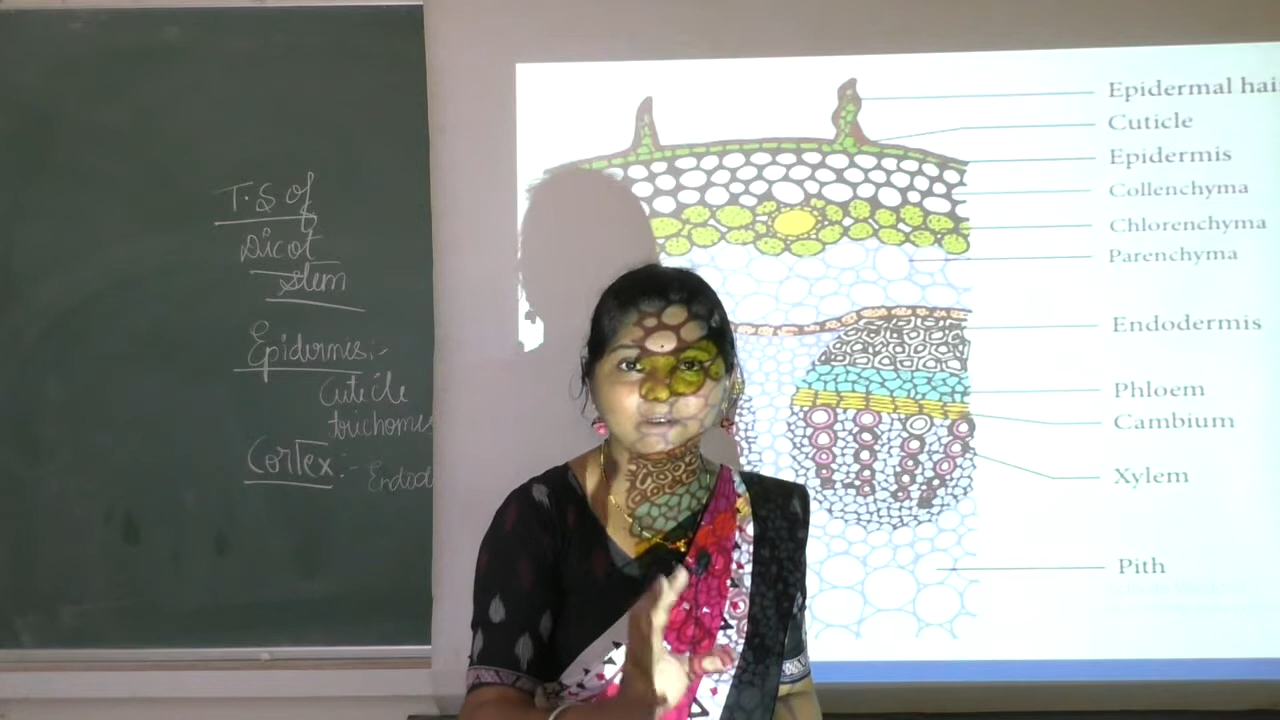 T.S of
Dicot
Stem
Epidermis:-
Cuticle
trichomes
Cortex:- Endod
Epidermal hai
Cuticle
Epidermis
Collenchyma
Chlorenchyma
Parenchyma
Endodermis
Phloem
Cambium
Xylem
Pith